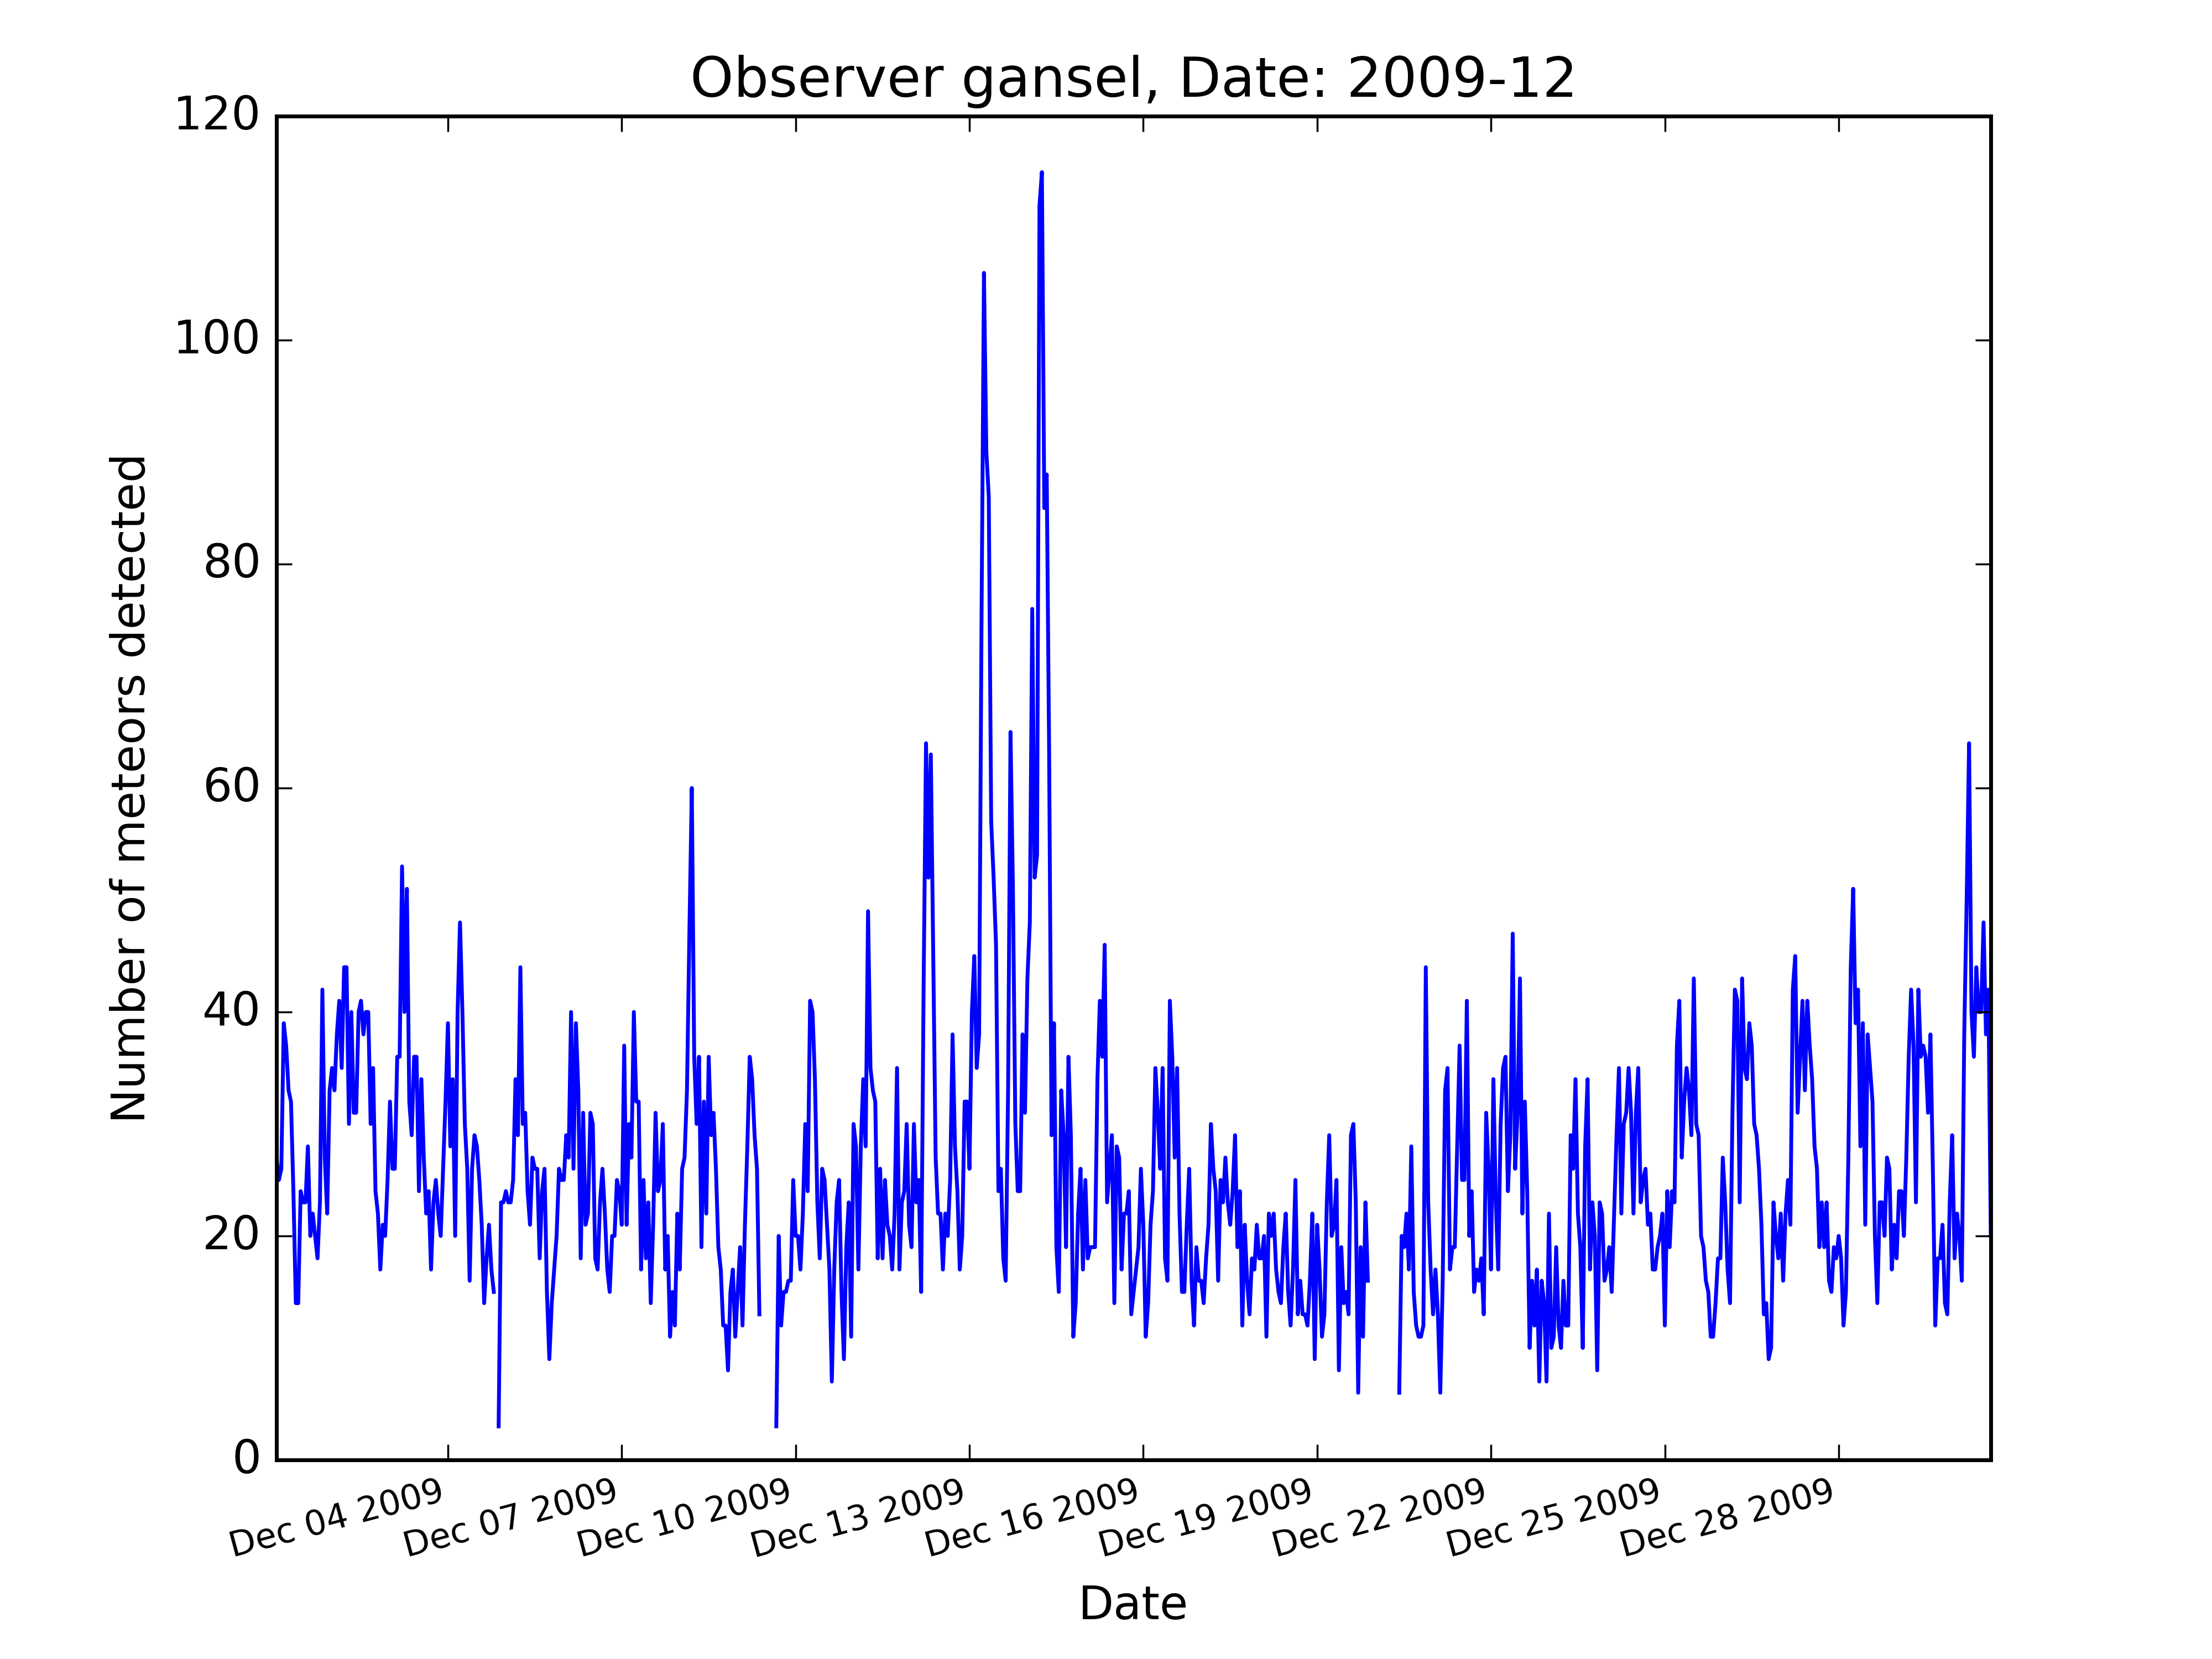 Observer gansel, Date: 2009-12
120
100
80
60
40
20
0
Number of meteors detected
Dec 04 2009
Dec 07 2009
Dec 10 2009
Dec 13 2009
Dec 16 2009
Dec 19 2009
Dec 22 2009
Dec 25 2009
Dec 28 2009
Date